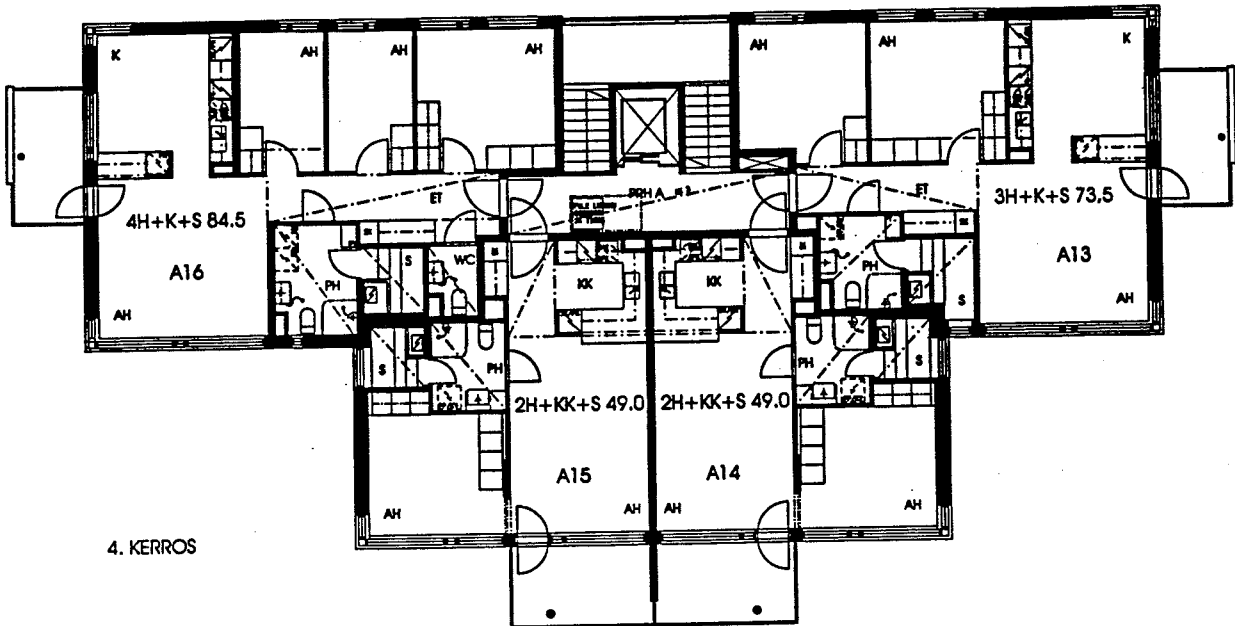 K
AH
AH
AH
AH
AH
K
ET
PRH A
ET
4H+K+S 84.5
3H+K+S 73.5
S
WC
A16
PH
KK
KK
PH
A13
AH
S
AH
S
PH
PH
S
2H+KK+S 49.0
2H+KK+S 49.0
A15
A14
AH
AH
AH
AH
4. KERROS